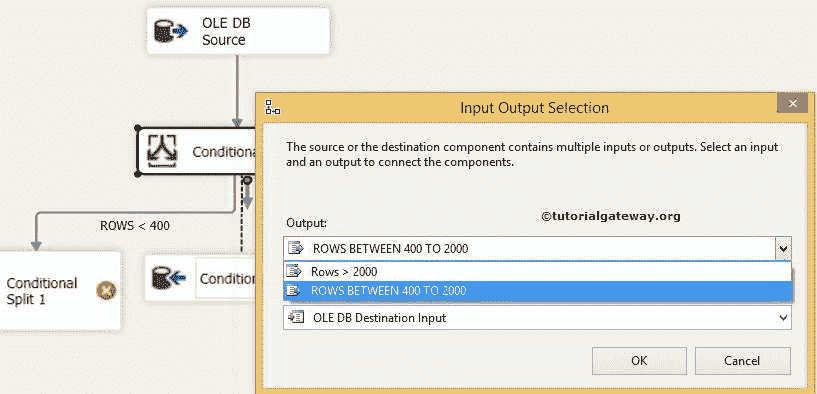 OLE DB
Source
Conditional
ROWS < 400
Conditional
Split 1
Condition
Input Output Selection
The source or the destination component contains multiple inputs or outputs. Select an input
and an output to connect the components.
©tutorialgateway.org
Output:
ROWS BETWEEN 400 TO 2000
Rows > 2000
ROWS BETWEEN 400 TO 2000
OLE DB Destination Input
OK
Cancel